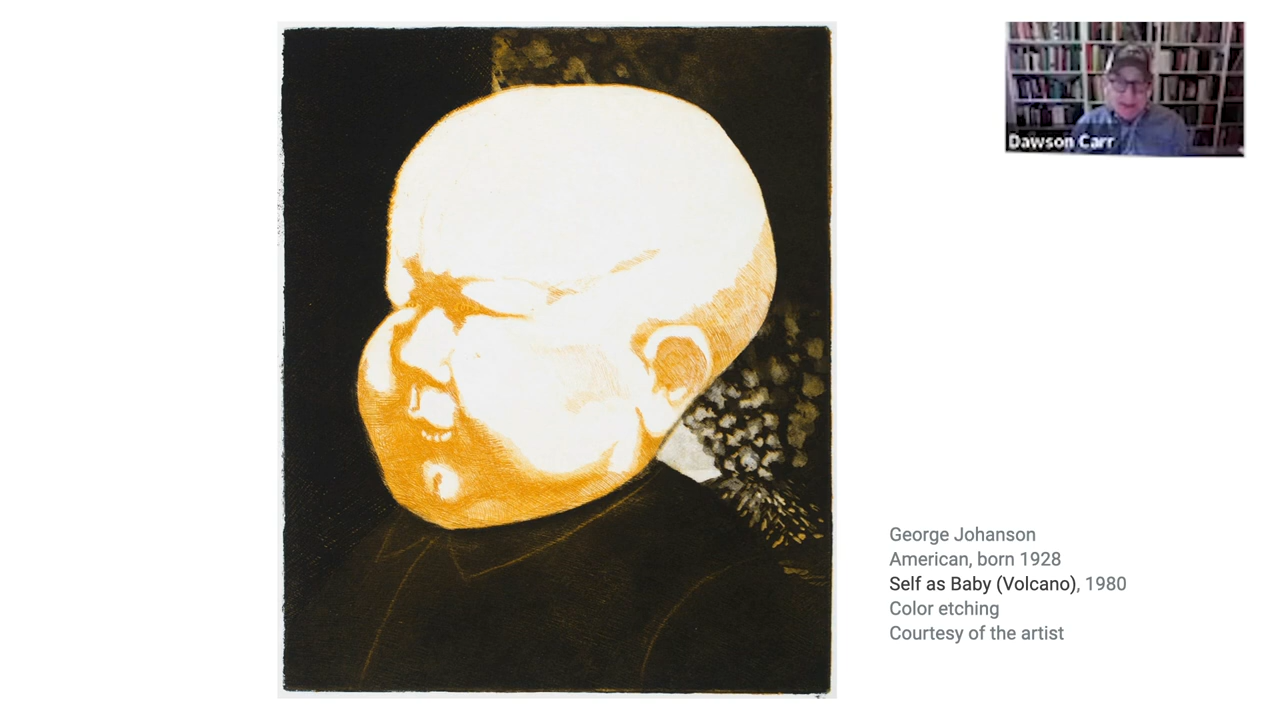 Dawson Carr
George Johanson
American, born 1928
Self as Baby (Volcano), 1980
Color etching
Courtesy of the artist